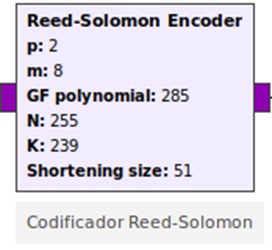 Reed-Solomon Encoder
p: 2
m: 8
GF polynomial: 285
N: 255
K: 239
Shortening size: 51
Codificador Reed-Solomon